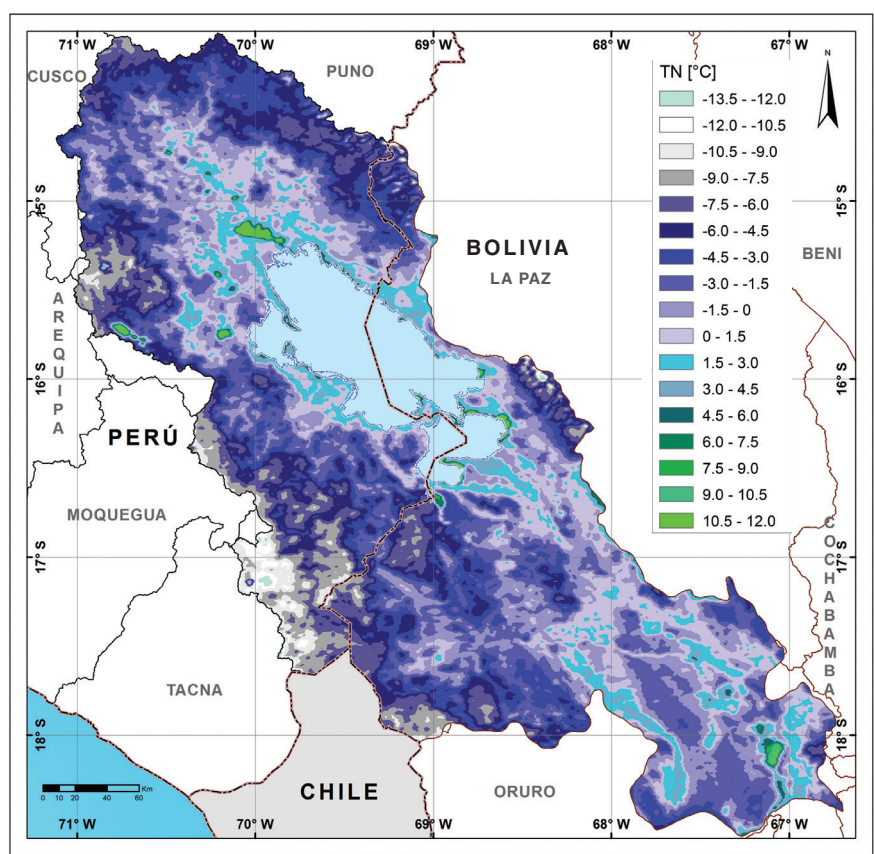 71°W 70°W 69°W 68°W 67°W
CUSCO
PUNO
N
TN [°C]
-13.5 - -12.0
-12.0 - -10.5
-10.5 - -9.0
-9.0 - -7.5
-7.5 - -6.0
-6.0 - -4.5
-4.5 - -3.0
-3.0 - -1.5
-1.5 - 0
0 - 1.5
1.5 - 3.0
3.0 - 4.5
4.5 - 6.0
6.0 - 7.5
7.5 - 9.0
9.0 - 10.5
10.5 - 12.0
15°S 15°S
BOLIVIA
LA PAZ
BENI
AREQUIPA
16°S 16°S
PERÚ
MOQUEGUA
COCHABAMBA
17°S 17°S
TACNA
18°S 18°S
CHILE
ORURO
Km
0 10 20 40 60
71°W 70°W 69°W 68°W 67°W